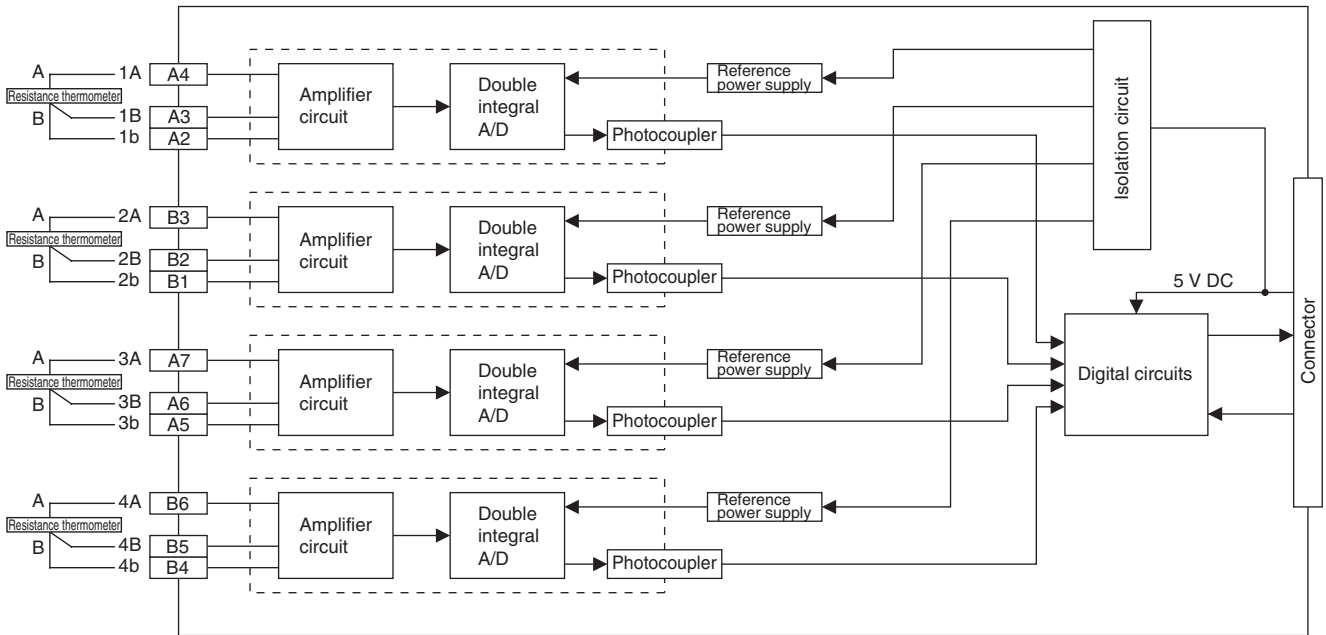 A 1A A4
Resistance thermometer
B 1B A3
1b A2
Amplifier
circuit
Double
integral
A/D
Reference
power supply
Photocoupler
A 2A B3
Resistance thermometer
B 2B B2
2b B1
Amplifier
circuit
Double
integral
A/D
Reference
power supply
Photocoupler
A 3A A7
Resistance thermometer
B 3B A6
3b A5
Amplifier
circuit
Double
integral
A/D
Reference
power supply
Photocoupler
A 4A B6
Resistance thermometer
B 4B B5
4b B4
Amplifier
circuit
Double
integral
A/D
Reference
power supply
Photocoupler
Isolation circuit
5 V DC
Digital circuits
Connector